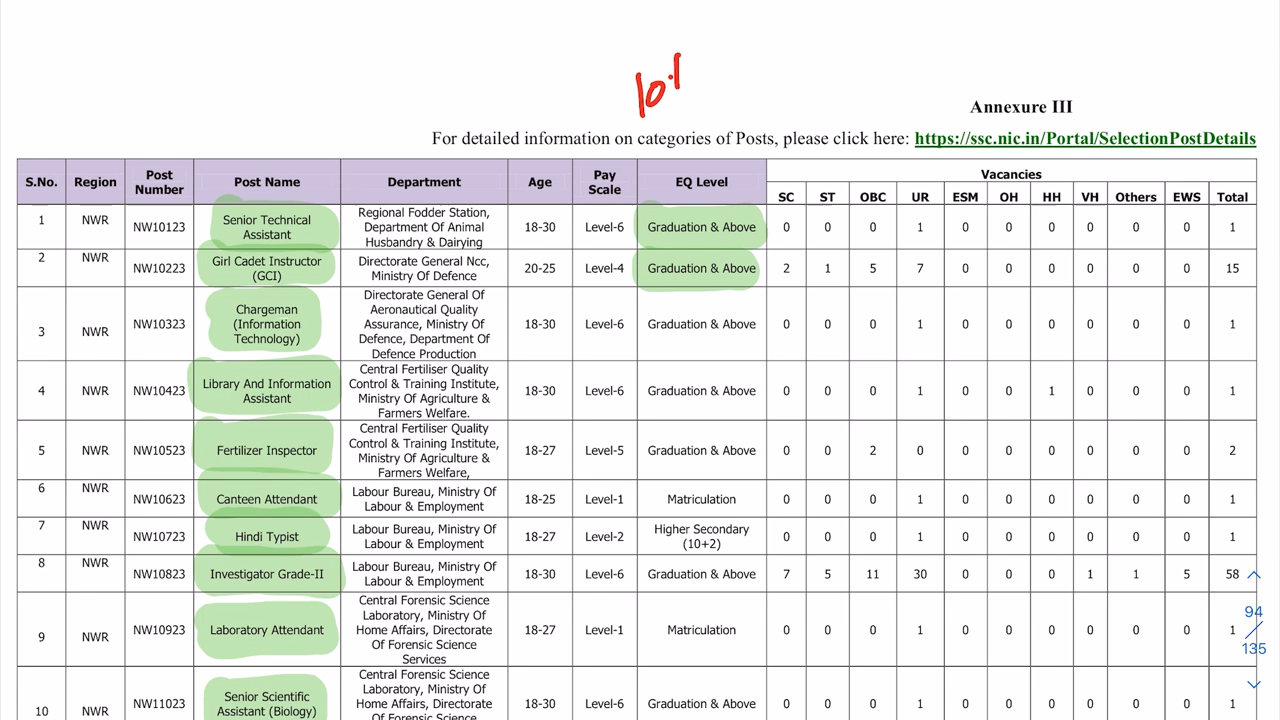 10.1
Annexure III
For detailed information on categories of Posts, please click here: https://ssc.nic.in/Portal/SelectionPostDetails
S.No. Region Post Number Post Name Department Age Pay Scale EQ Level Vacancies
SC ST OBC UR ESM OH HH VH Others EWS Total
1 NWR NW10123 Senior Technical Assistant Regional Fodder Station, Department Of Animal Husbandry & Dairying 18-30 Level-6 Graduation & Above 0 0 0 1 0 0 0 0 0 0 1
2 NWR NW10223 Girl Cadet Instructor (GCI) Directorate General Ncc, Ministry Of Defence 20-25 Level-4 Graduation & Above 2 1 5 7 0 0 0 0 0 0 15
3 NWR NW10323 Chargeman (Information Technology) Directorate General Of Aeronautical Quality Assurance, Ministry Of Defence, Department Of Defence Production 18-30 Level-6 Graduation & Above 0 0 0 1 0 0 0 0 0 0 1
4 NWR NW10423 Library And Information Assistant Central Fertiliser Quality Control & Training Institute, Ministry Of Agriculture & Farmers Welfare. 18-30 Level-6 Graduation & Above 0 0 0 1 0 0 1 0 0 0 1
5 NWR NW10523 Fertilizer Inspector Central Fertiliser Quality Control & Training Institute, Ministry Of Agriculture & Farmers Welfare, 18-27 Level-5 Graduation & Above 0 0 2 0 0 0 0 0 0 0 2
6 NWR NW10623 Canteen Attendant Labour Bureau, Ministry Of Labour & Employment 18-25 Level-1 Matriculation 0 0 0 1 0 0 0 0 0 0 1
7 NWR NW10723 Hindi Typist Labour Bureau, Ministry Of Labour & Employment 18-27 Level-2 Higher Secondary (10+2) 0 0 0 1 0 0 0 0 0 0 1
8 NWR NW10823 Investigator Grade-II Labour Bureau, Ministry Of Labour & Employment 18-30 Level-6 Graduation & Above 7 5 11 30 0 0 0 1 1 5 58
9 NWR NW10923 Laboratory Attendant Central Forensic Science Laboratory, Ministry Of Home Affairs, Directorate Of Forensic Science Services 18-27 Level-1 Matriculation 0 0 0 1 0 0 0 0 0 0 1
10 NWR NW11023 Senior Scientific Assistant (Biology) Central Forensic Science Laboratory, Ministry Of Home Affairs, Directorate Of Forensic Science 18-30 Level-6 Graduation & Above 0 0 0 1 0 0 0 0 0 0 1
94
135